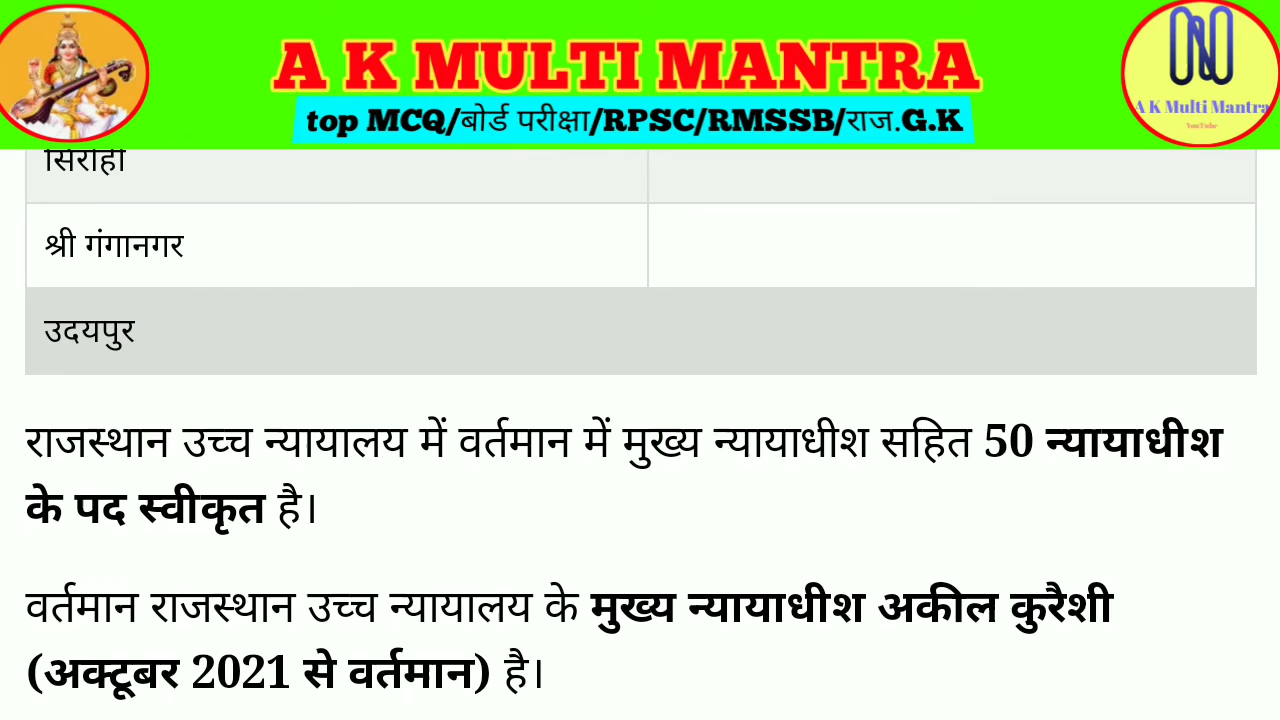 A K MULTI MANTRA
top MCQ/बोर्ड परीक्षा/RPSC/RMSSB/राज.G.K
A K Multi Mantra
YouTube
सिरोही
श्री गंगानगर
उदयपुर
राजस्थान उच्च न्यायालय में वर्तमान में मुख्य न्यायाधीश सहित 50 न्यायाधीश
के पद स्वीकृत है।
वर्तमान राजस्थान उच्च न्यायालय के मुख्य न्यायाधीश अकील कुरैशी
(अक्टूबर 2021 से वर्तमान) है।